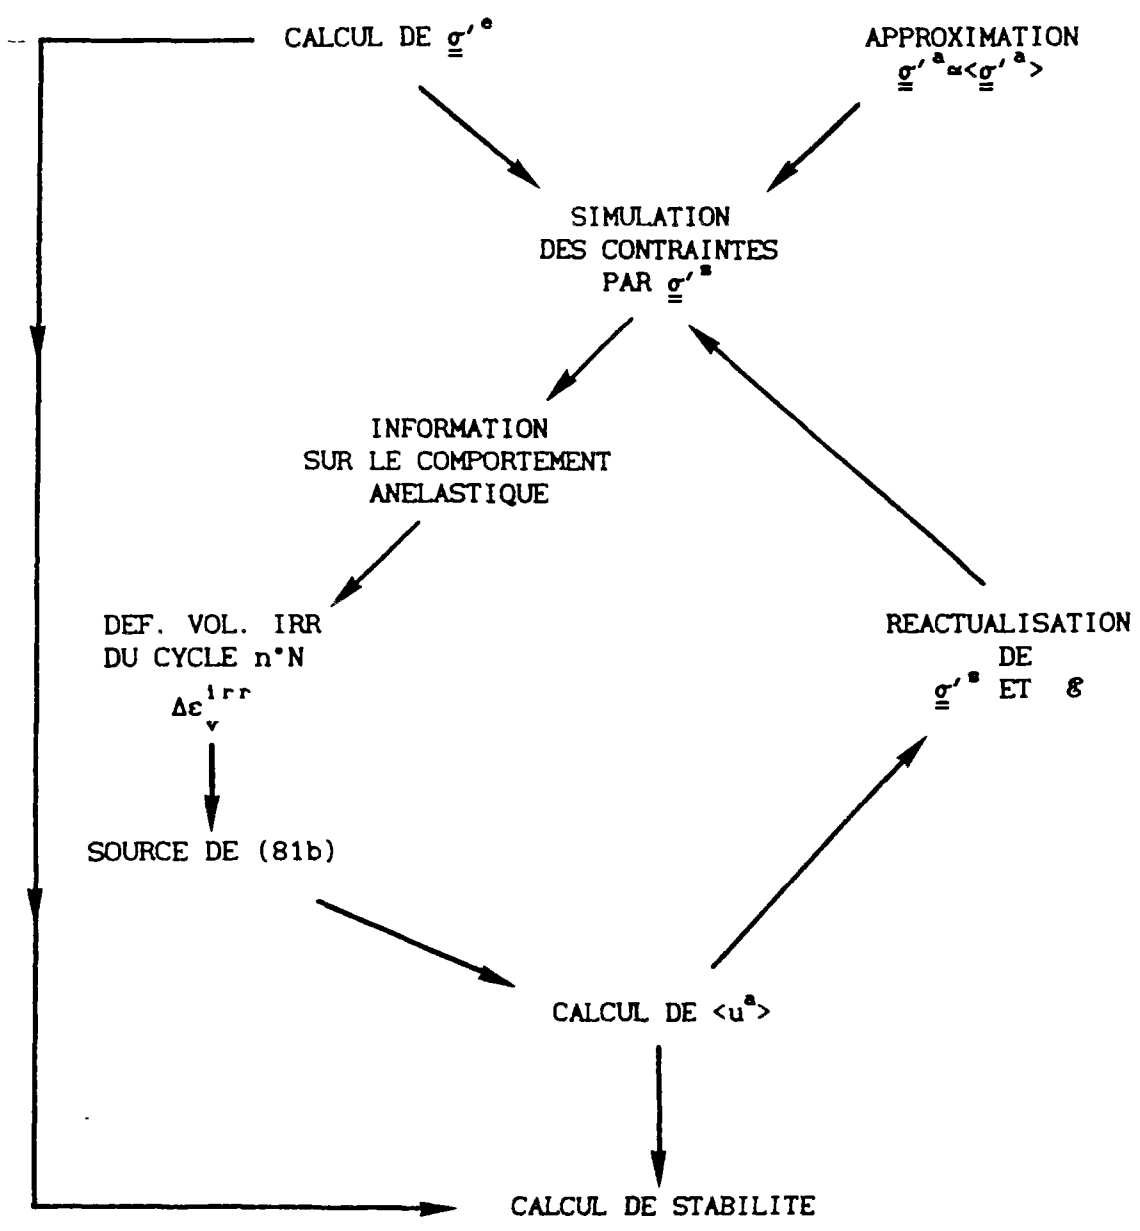 CALCUL DE σ′ᵉ
APPROXIMATION
σ′ᵃ≃<σ′ᵃ>
SIMULATION
DES CONTRAINTES
PAR σ′ˢ
INFORMATION
SUR LE COMPORTEMENT
ANELASTIQUE
DEF. VOL. IRR
DU CYCLE n°N
Δεᵥⁱʳʳ
REACTUALISATION
DE
σ′ˢ ET ℰ
SOURCE DE (81b)
CALCUL DE <uᵃ>
CALCUL DE STABILITE